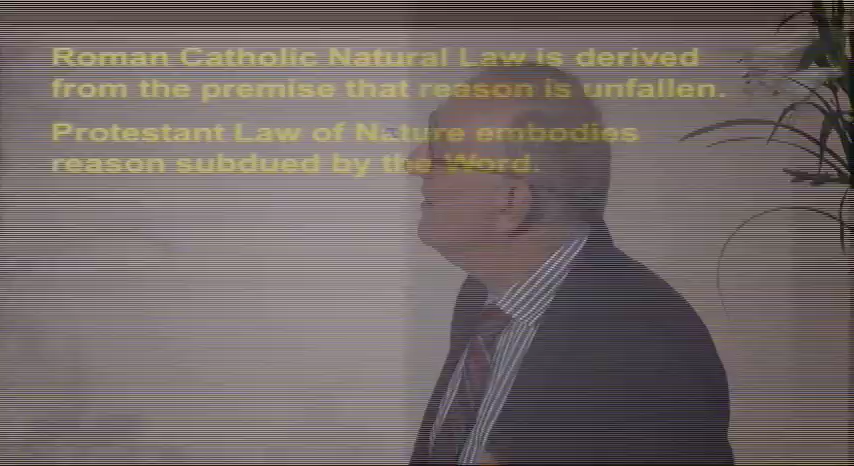 Roman Catholic Natural Law is derived
from the premise that reason is unfallen.
Protestant Law of Nature embodies
reason subdued by the Word.